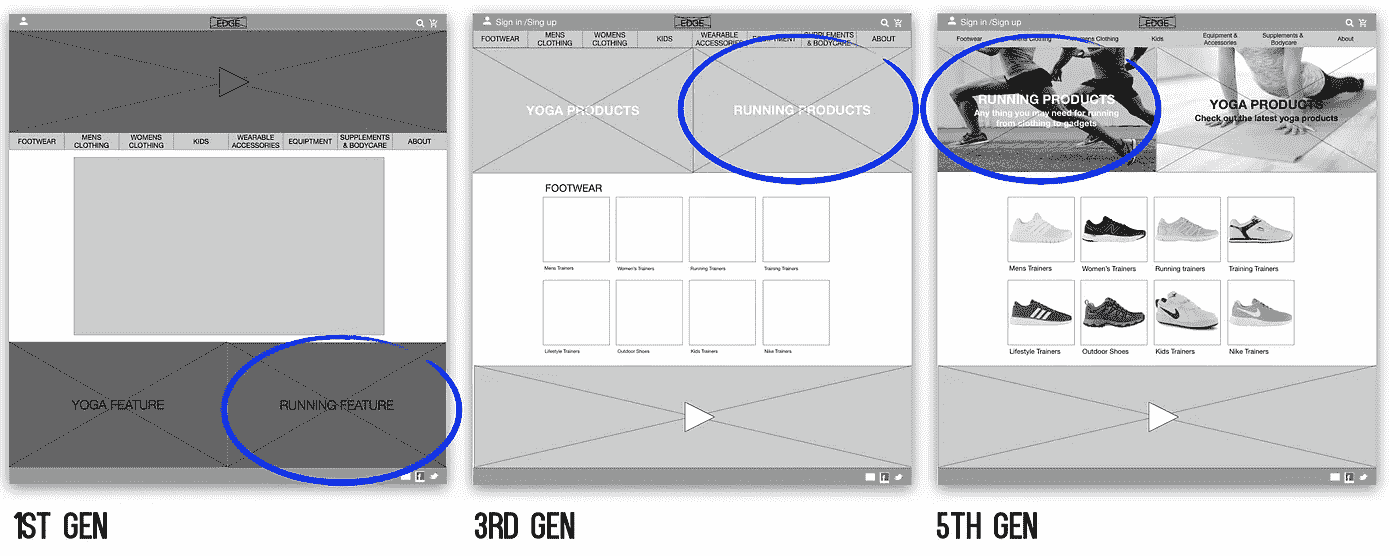 EDGE
FOOTWEAR
MENS
CLOTHING
WOMENS
CLOTHING
KIDS
WEARABLE
ACCESSORIES
EQUIPTMENT
SUPPLEMENTS
& BODYCARE
ABOUT
YOGA FEATURE
RUNNING FEATURE
1ST GEN
Sign in /Sing up
EDGE
FOOTWEAR
MENS
CLOTHING
WOMENS
CLOTHING
KIDS
WEARABLE
ACCESSORIES
EQUIPTMENT
SUPPLEMENTS
& BODYCARE
ABOUT
YOGA PRODUCTS
RUNNING PRODUCTS
FOOTWEAR
Mens Trainers
Women's Trainers
Running Trainers
Training Trainers
Lifestyle Trainers
Outdoor Shoes
Kids Trainers
Nike Trainers
3RD GEN
Sign in /Sign up
EDGE
Footwear
Mens Clothing
Womens Clothing
Kids
Equipment &
Accessories
Supplements &
Bodycare
About
RUNNING PRODUCTS
Any thing you may need for running
from clothing to gadgets
YOGA PRODUCTS
Check out the latest yoga products
Mens Trainers
Women's Trainers
Running trainers
Training Trainers
Lifestyle Trainers
Outdoor Shoes
Kids Trainers
Nike Trainers
5TH GEN